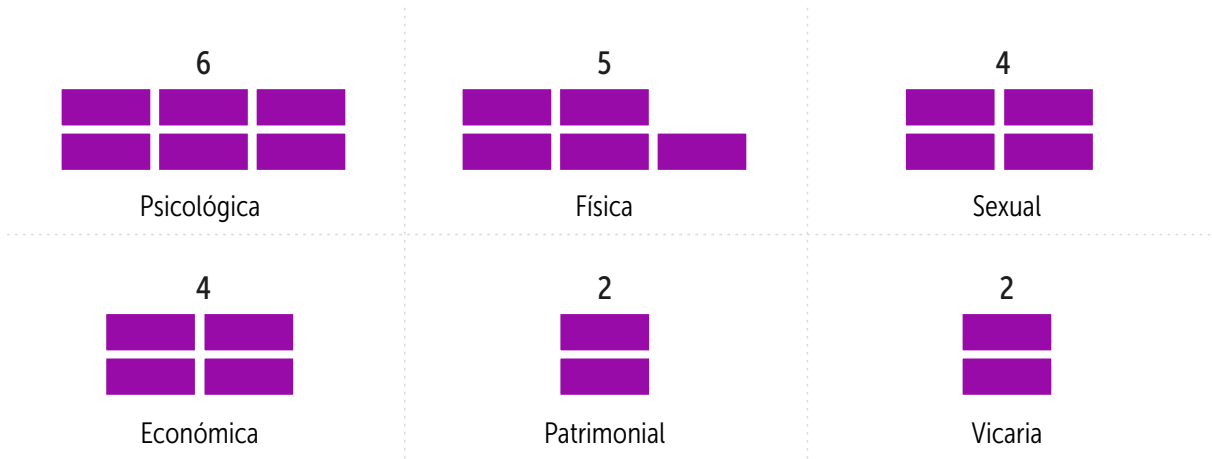 6
5
4
Psicológica
Física
Sexual
4
2
2
Económica
Patrimonial
Vicaria